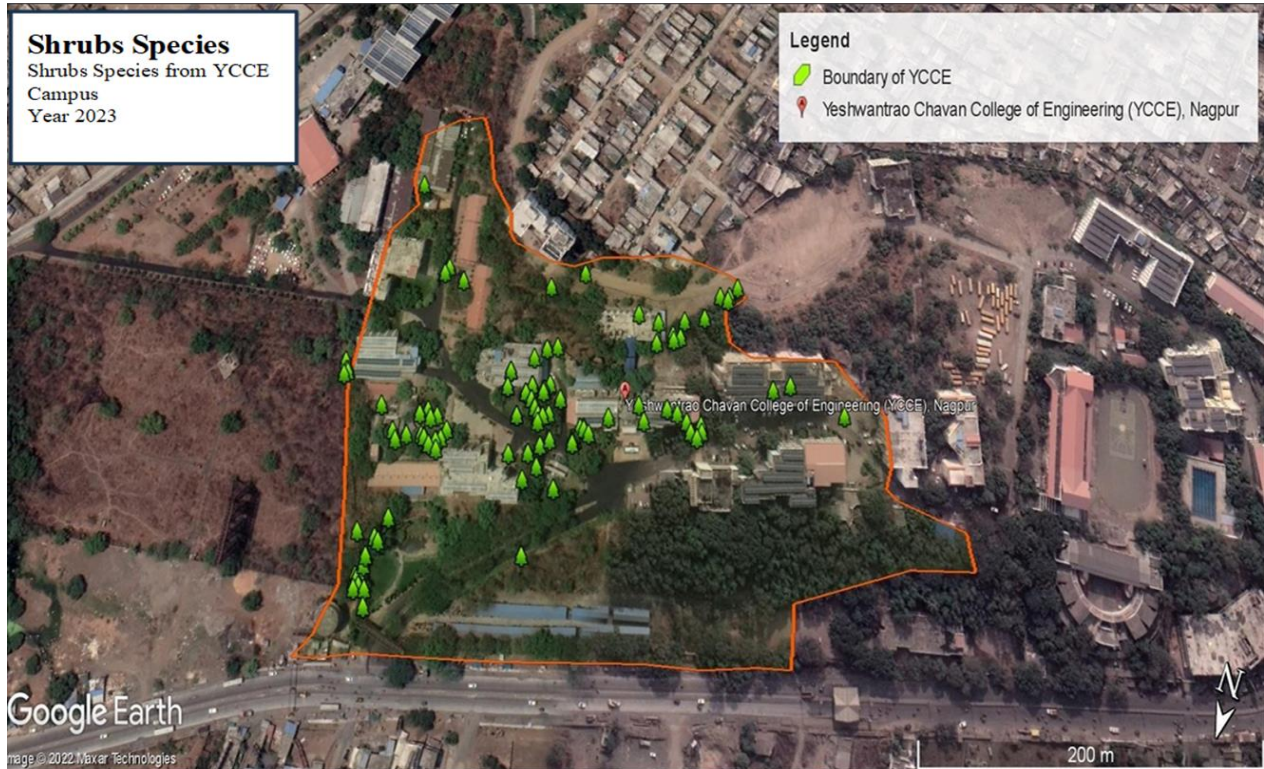 Shrubs Species
Shrubs Species from YCCE
Campus
Year 2023
Legend
Boundary of YCCE
Yeshwantrao Chavan College of Engineering (YCCE), Nagpur
Yeshwantrao Chavan College of Engineering (YCCE), Nagpur
N
Google Earth
mage © 2022 Maxar Technologies
200 m